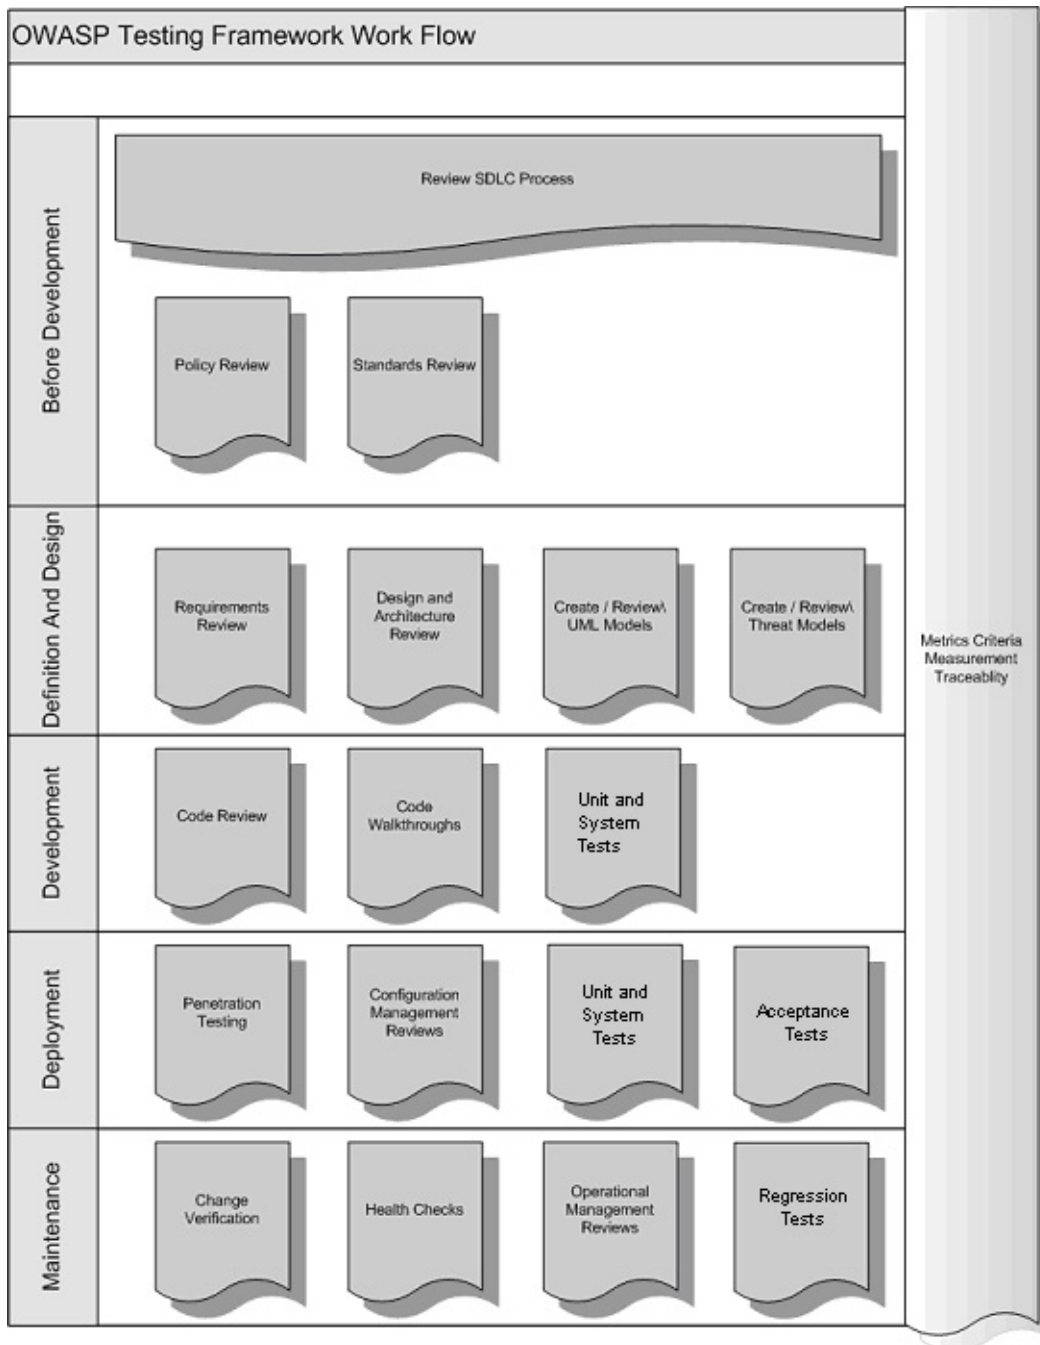 OWASP Testing Framework Work Flow
Before Development
Review SDLC Process
Policy Review
Standards Review
Definition And Design
Requirements
Review
Design and
Architecture
Review
Create / Review\
UML Models
Create / Review\
Threat Models
Development
Code Review
Code
Walkthroughs
Unit and
System
Tests
Deployment
Penetration
Testing
Configuration
Management
Reviews
Unit and
System
Tests
Acceptance
Tests
Maintenance
Change
Verification
Health Checks
Operational
Management
Reviews
Regression
Tests
Metrics Criteria
Measurement
Traceablity